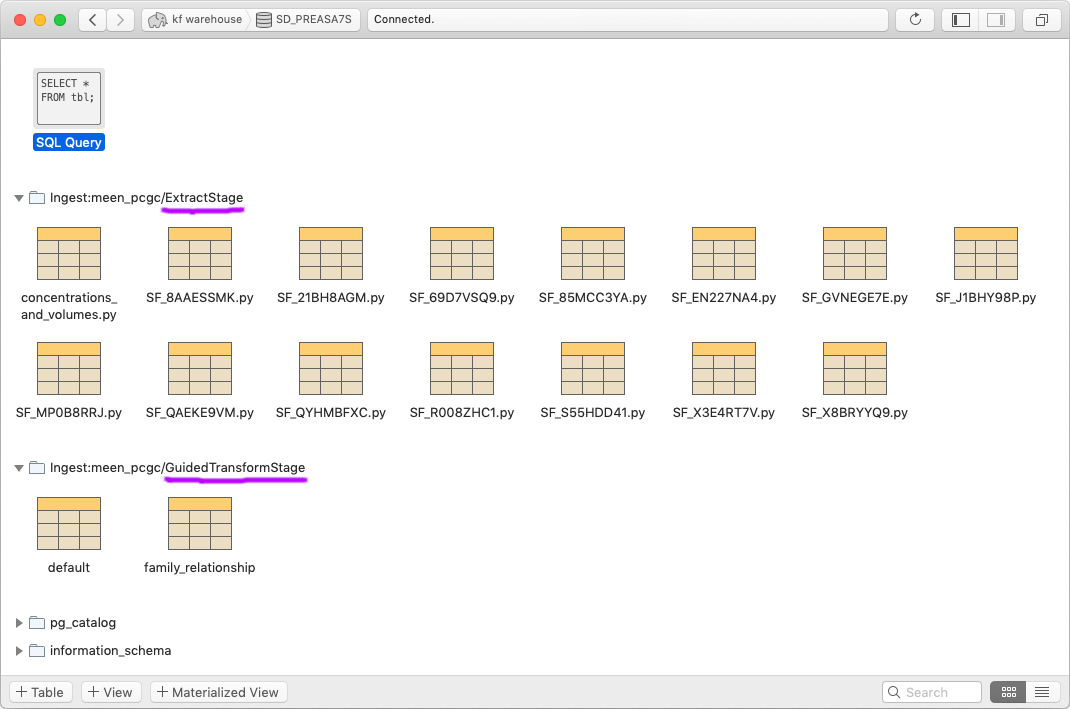 kf warehouse SD_PREASA7S Connected.
SELECT *
FROM tbl;
SQL Query
Ingest:meen_pcgc/ExtractStage
concentrations_
and_volumes.py
SF_8AAESSMK.py
SF_21BH8AGM.py
SF_69D7VSQ9.py
SF_85MCC3YA.py
SF_EN227NA4.py
SF_GVNEGE7E.py
SF_J1BHY98P.py
SF_MP0B8RRJ.py
SF_QAEKE9VM.py
SF_QYHMBFXC.py
SF_R008ZHC1.py
SF_S55HDD41.py
SF_X3E4RT7V.py
SF_X8BRYYQ9.py
Ingest:meen_pcgc/GuidedTransformStage
default
family_relationship
pg_catalog
information_schema
+ Table + View + Materialized View Search